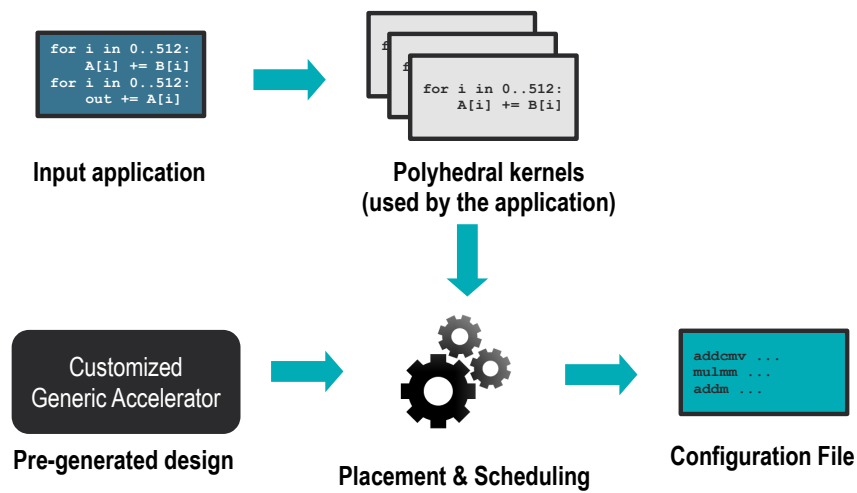 for i in 0..512:
    A[i] += B[i]
for i in 0..512:
    out += A[i]
Input application
f
f
for i in 0..512:
    A[i] += B[i]
Polyhedral kernels
(used by the application)
Customized
Generic Accelerator
Pre-generated design
Placement & Scheduling
addcmv ...
mulmm ...
addm ...
Configuration File